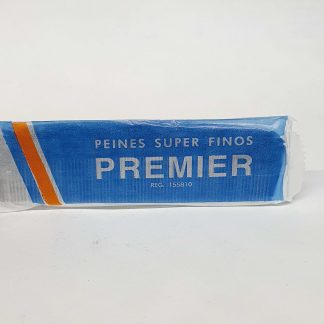 PEINES SUPER FINOS
PREMIER
REG. 155810